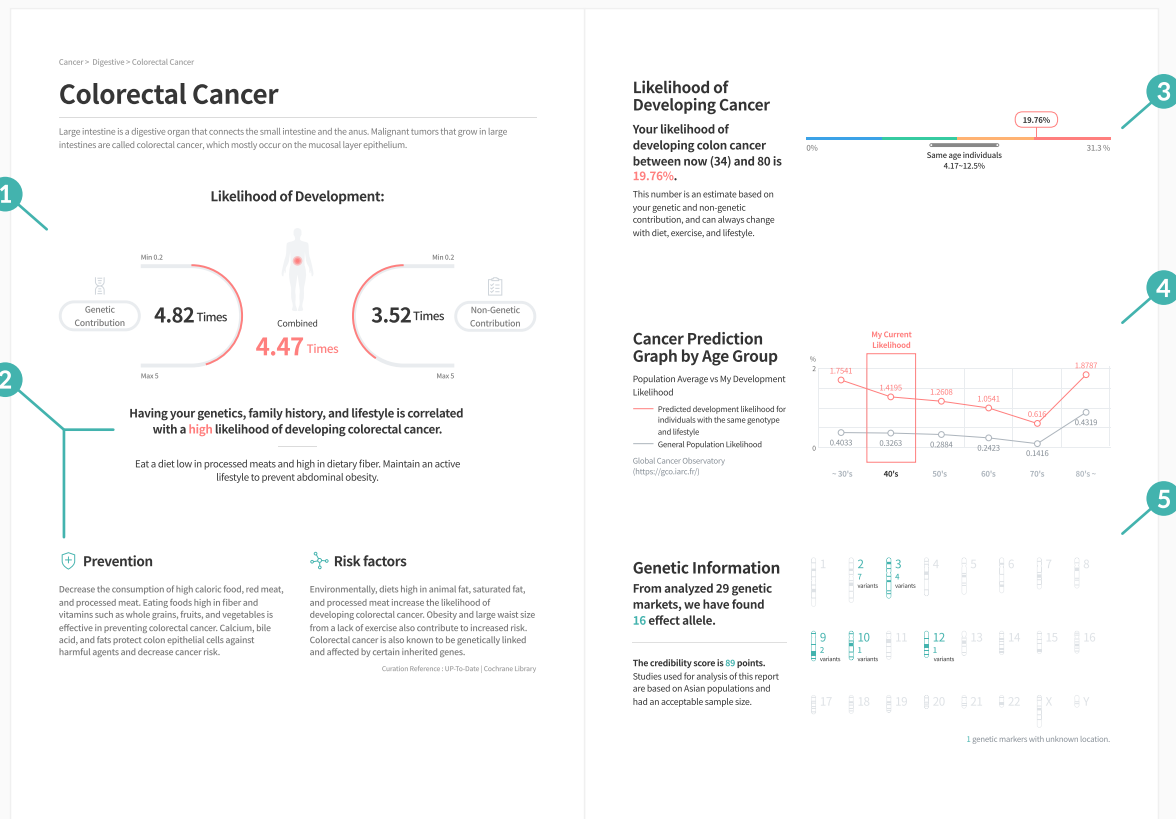 Cancer > Digestive > Colorectal Cancer
Colorectal Cancer
Large intestine is a digestive organ that connects the small intestine and the anus. Malignant tumors that grow in large
intestines are called colorectal cancer, which mostly occur on the mucosal layer epithelium.
1
Likelihood of Development:
Min 0.2
Min 0.2
Genetic
Contribution
4.82 Times
3.52 Times
Non-Genetic
Contribution
Combined
4.47 Times
Max 5
Max 5
2
Having your genetics, family history, and lifestyle is correlated
with a high likelihood of developing colorectal cancer.
Eat a diet low in processed meats and high in dietary fiber. Maintain an active
lifestyle to prevent abdominal obesity.
Prevention
Decrease the consumption of high caloric food, red meat,
and processed meat. Eating foods high in fiber and
vitamins such as whole grains, fruits, and vegetables is
effective in preventing colorectal cancer. Calcium, bile
acid, and fats protect colon epithelial cells against
harmful agents and decrease cancer risk.
Risk factors
Environmentally, diets high in animal fat, saturated fat,
and processed meat increase the likelihood of
developing colorectal cancer. Obesity and large waist size
from a lack of exercise also contribute to increased risk.
Colorectal cancer is also known to be genetically linked
and affected by certain inherited genes.
Curation Reference : UP-To-Date | Cochrane Library
3
Likelihood of
Developing Cancer
Your likelihood of
developing colon cancer
between now (34) and 80 is
19.76%.
This number is an estimate based on
your genetic and non-genetic
contribution, and can always change
with diet, exercise, and lifestyle.
19.76%
0%
31.3 %
Same age individuals
4.17~12.5%
4
Cancer Prediction
Graph by Age Group
Population Average vs My Development
Likelihood
Predicted development likelihood for
individuals with the same genotype
and lifestyle
General Population Likelihood
Global Cancer Observatory
(https://gco.iarc.fr/)
My Current
Likelihood
%
2
0
1.7541
1.4195
1.2608
1.0541
0.616
1.8787
0.4033
0.3263
0.2884
0.2423
0.1416
0.4319
~ 30's
40's
50's
60's
70's
80's ~
5
Genetic Information
From analyzed 29 genetic
markers, we have found
16 effect allele.
The credibility score is 89 points.
Studies used for analysis of this report
are based on Asian populations and
had an acceptable sample size.
1
2
7
variants
3
4
variants
4
5
6
7
8
9
2
variants
10
1
variants
11
12
1
variants
13
14
15
16
17
18
19
20
21
22
X
Y
1 genetic markers with unknown location.